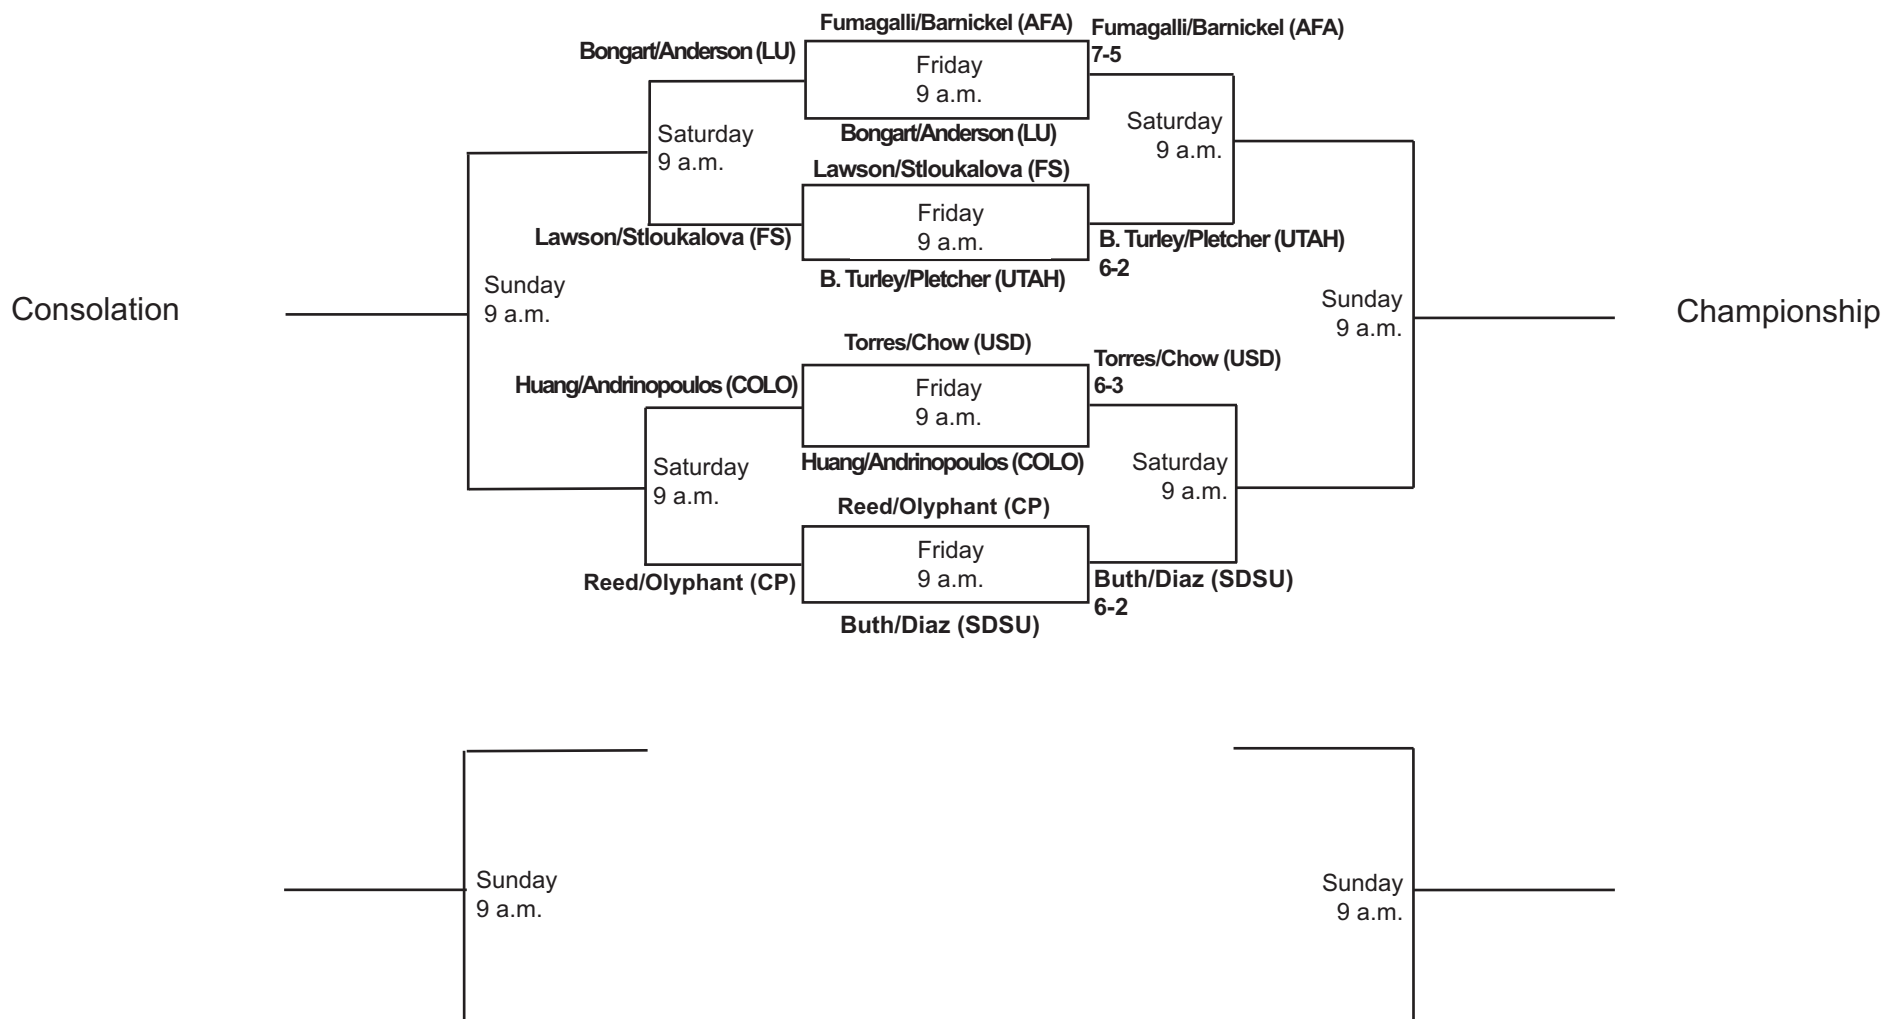 Fumagalli/Barnickel (AFA)
Fumagalli/Barnickel (AFA)
7-5
Bongart/Anderson (LU)
Friday
9 a.m.
Bongart/Anderson (LU)
Saturday
9 a.m.
Saturday
9 a.m.
Lawson/Stloukalova (FS)
Friday
9 a.m.
Lawson/Stloukalova (FS)
B. Turley/Pletcher (UTAH)
6-2
B. Turley/Pletcher (UTAH)
Sunday
9 a.m.
Sunday
9 a.m.
Consolation
Championship
Torres/Chow (USD)
Torres/Chow (USD)
6-3
Huang/Andrinopoulos (COLO)
Friday
9 a.m.
Huang/Andrinopoulos (COLO)
Saturday
9 a.m.
Saturday
9 a.m.
Reed/Olyphant (CP)
Friday
9 a.m.
Reed/Olyphant (CP)
Buth/Diaz (SDSU)
6-2
Buth/Diaz (SDSU)
Sunday
9 a.m.
Sunday
9 a.m.